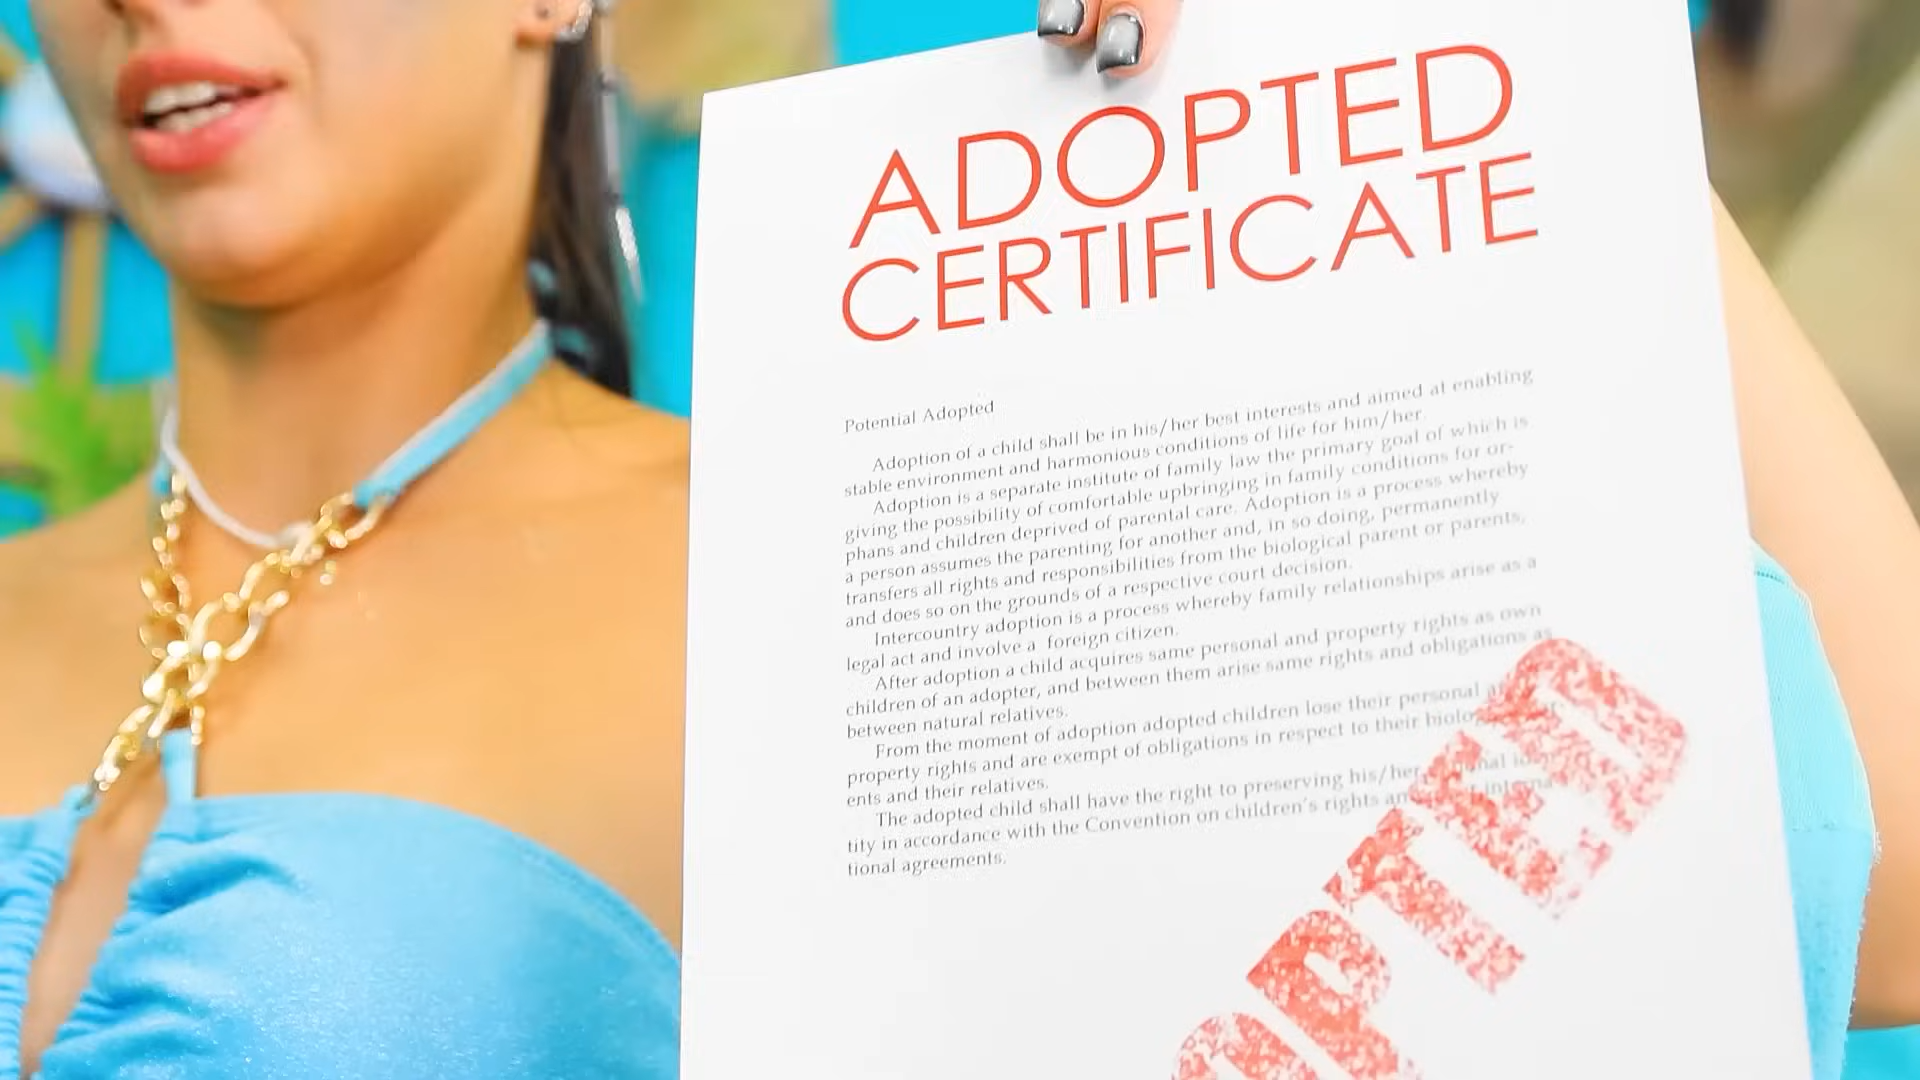 ADOPTED
CERTIFICATE
Potential Adopted
Adoption of a child shall be in his/her best interests and aimed at enabling
stable environment and harmonious conditions of life for him/her.
Adoption is a separate institute of family law the primary goal of which is
giving the possibility of comfortable upbringing in family conditions for or-
phans and children deprived of parental care. Adoption is a process whereby
a person assumes the parenting for another and, in so doing, permanently
transfers all rights and responsibilities from the biological parent or parents,
and does so on the grounds of a respective court decision.
Intercountry adoption is a process whereby family relationships arise as a
legal act and involve a foreign citizen.
After adoption a child acquires same personal and property rights as own
children of an adopter, and between them arise same rights and obligations as
between natural relatives.
From the moment of adoption adopted children lose their personal
property rights and are exempt of obligations in respect to their
ents and their relatives.
The adopted child shall have the right to preserving his/her
tity in accordance with the Convention on children's rights
tional agreements.
OPTED